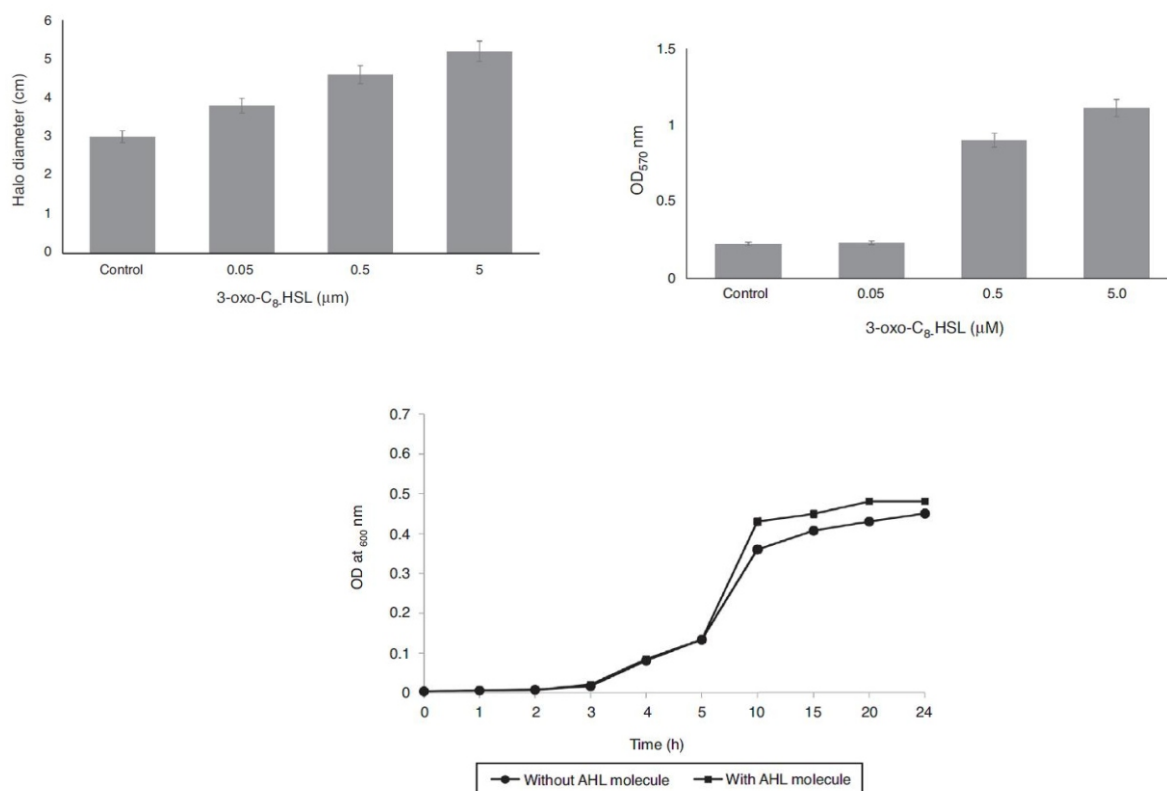 6
5
4
3
2
1
0
Halo diameter (cm)
Control 0.05 0.5 5
3-oxo-C₈-HSL (μm)
1.5
1
0.5
0
OD₅₇₀ nm
Control 0.05 0.5 5.0
3-oxo-C₈-HSL (μM)
0.7
0.6
0.5
0.4
0.3
0.2
0.1
0
OD at ₆₀₀ nm
0 1 2 3 4 5 10 15 20 24
Time (h)
Without AHL molecule With AHL molecule